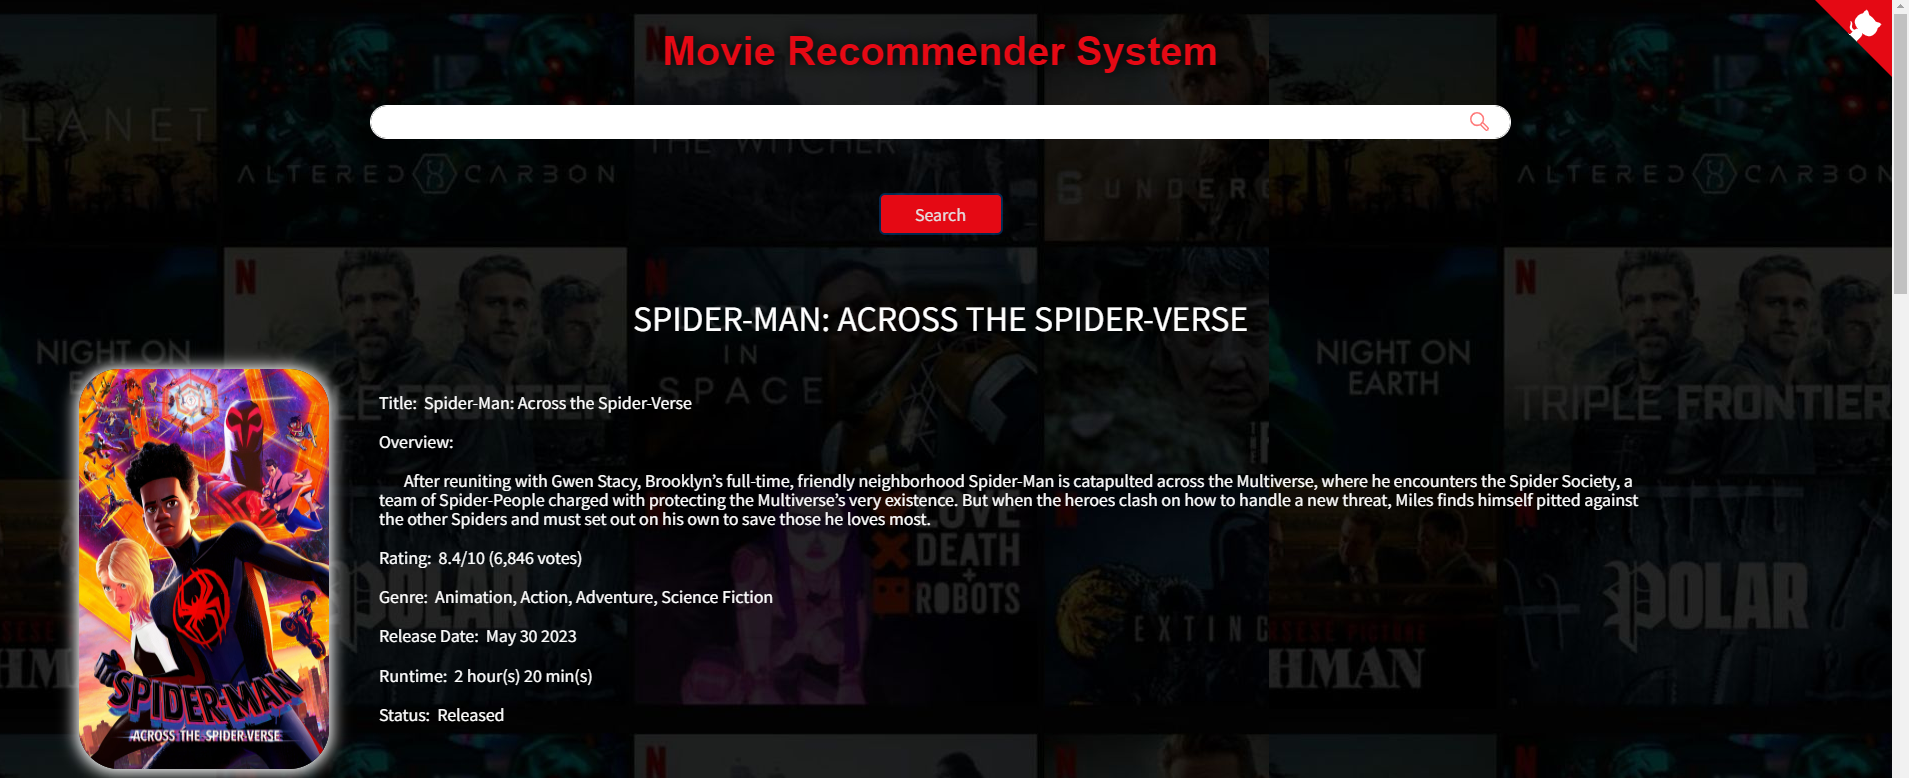 Movie Recommender System
PLANET
ALTERED CARBON
THE WITCHER
6 UNDERG
ALTERED CARBON
Search
SPIDER-MAN: ACROSS THE SPIDER-VERSE
NIGHT ON
TRIPLE FRONTIER
IN
SPACE
NIGHT ON
EARTH
TRIPLE FRONTIER
Title: Spider-Man: Across the Spider-Verse
Overview:
After reuniting with Gwen Stacy, Brooklyn’s full-time, friendly neighborhood Spider-Man is catapulted across the Multiverse, where he encounters the Spider Society, a
team of Spider-People charged with protecting the Multiverse’s very existence. But when the heroes clash on how to handle a new threat, Miles finds himself pitted against
the other Spiders and must set out on his own to save those he loves most.
LOVE
DEATH
+
ROBOTS
Rating: 8.4/10 (6,846 votes)
Genre: Animation, Action, Adventure, Science Fiction
POLAR
EXTINC
HMAN
POLAR
HMAN
Release Date: May 30 2023
Runtime: 2 hour(s) 20 min(s)
Status: Released
SPIDER-MAN
ACROSS THE SPIDER-VERSE